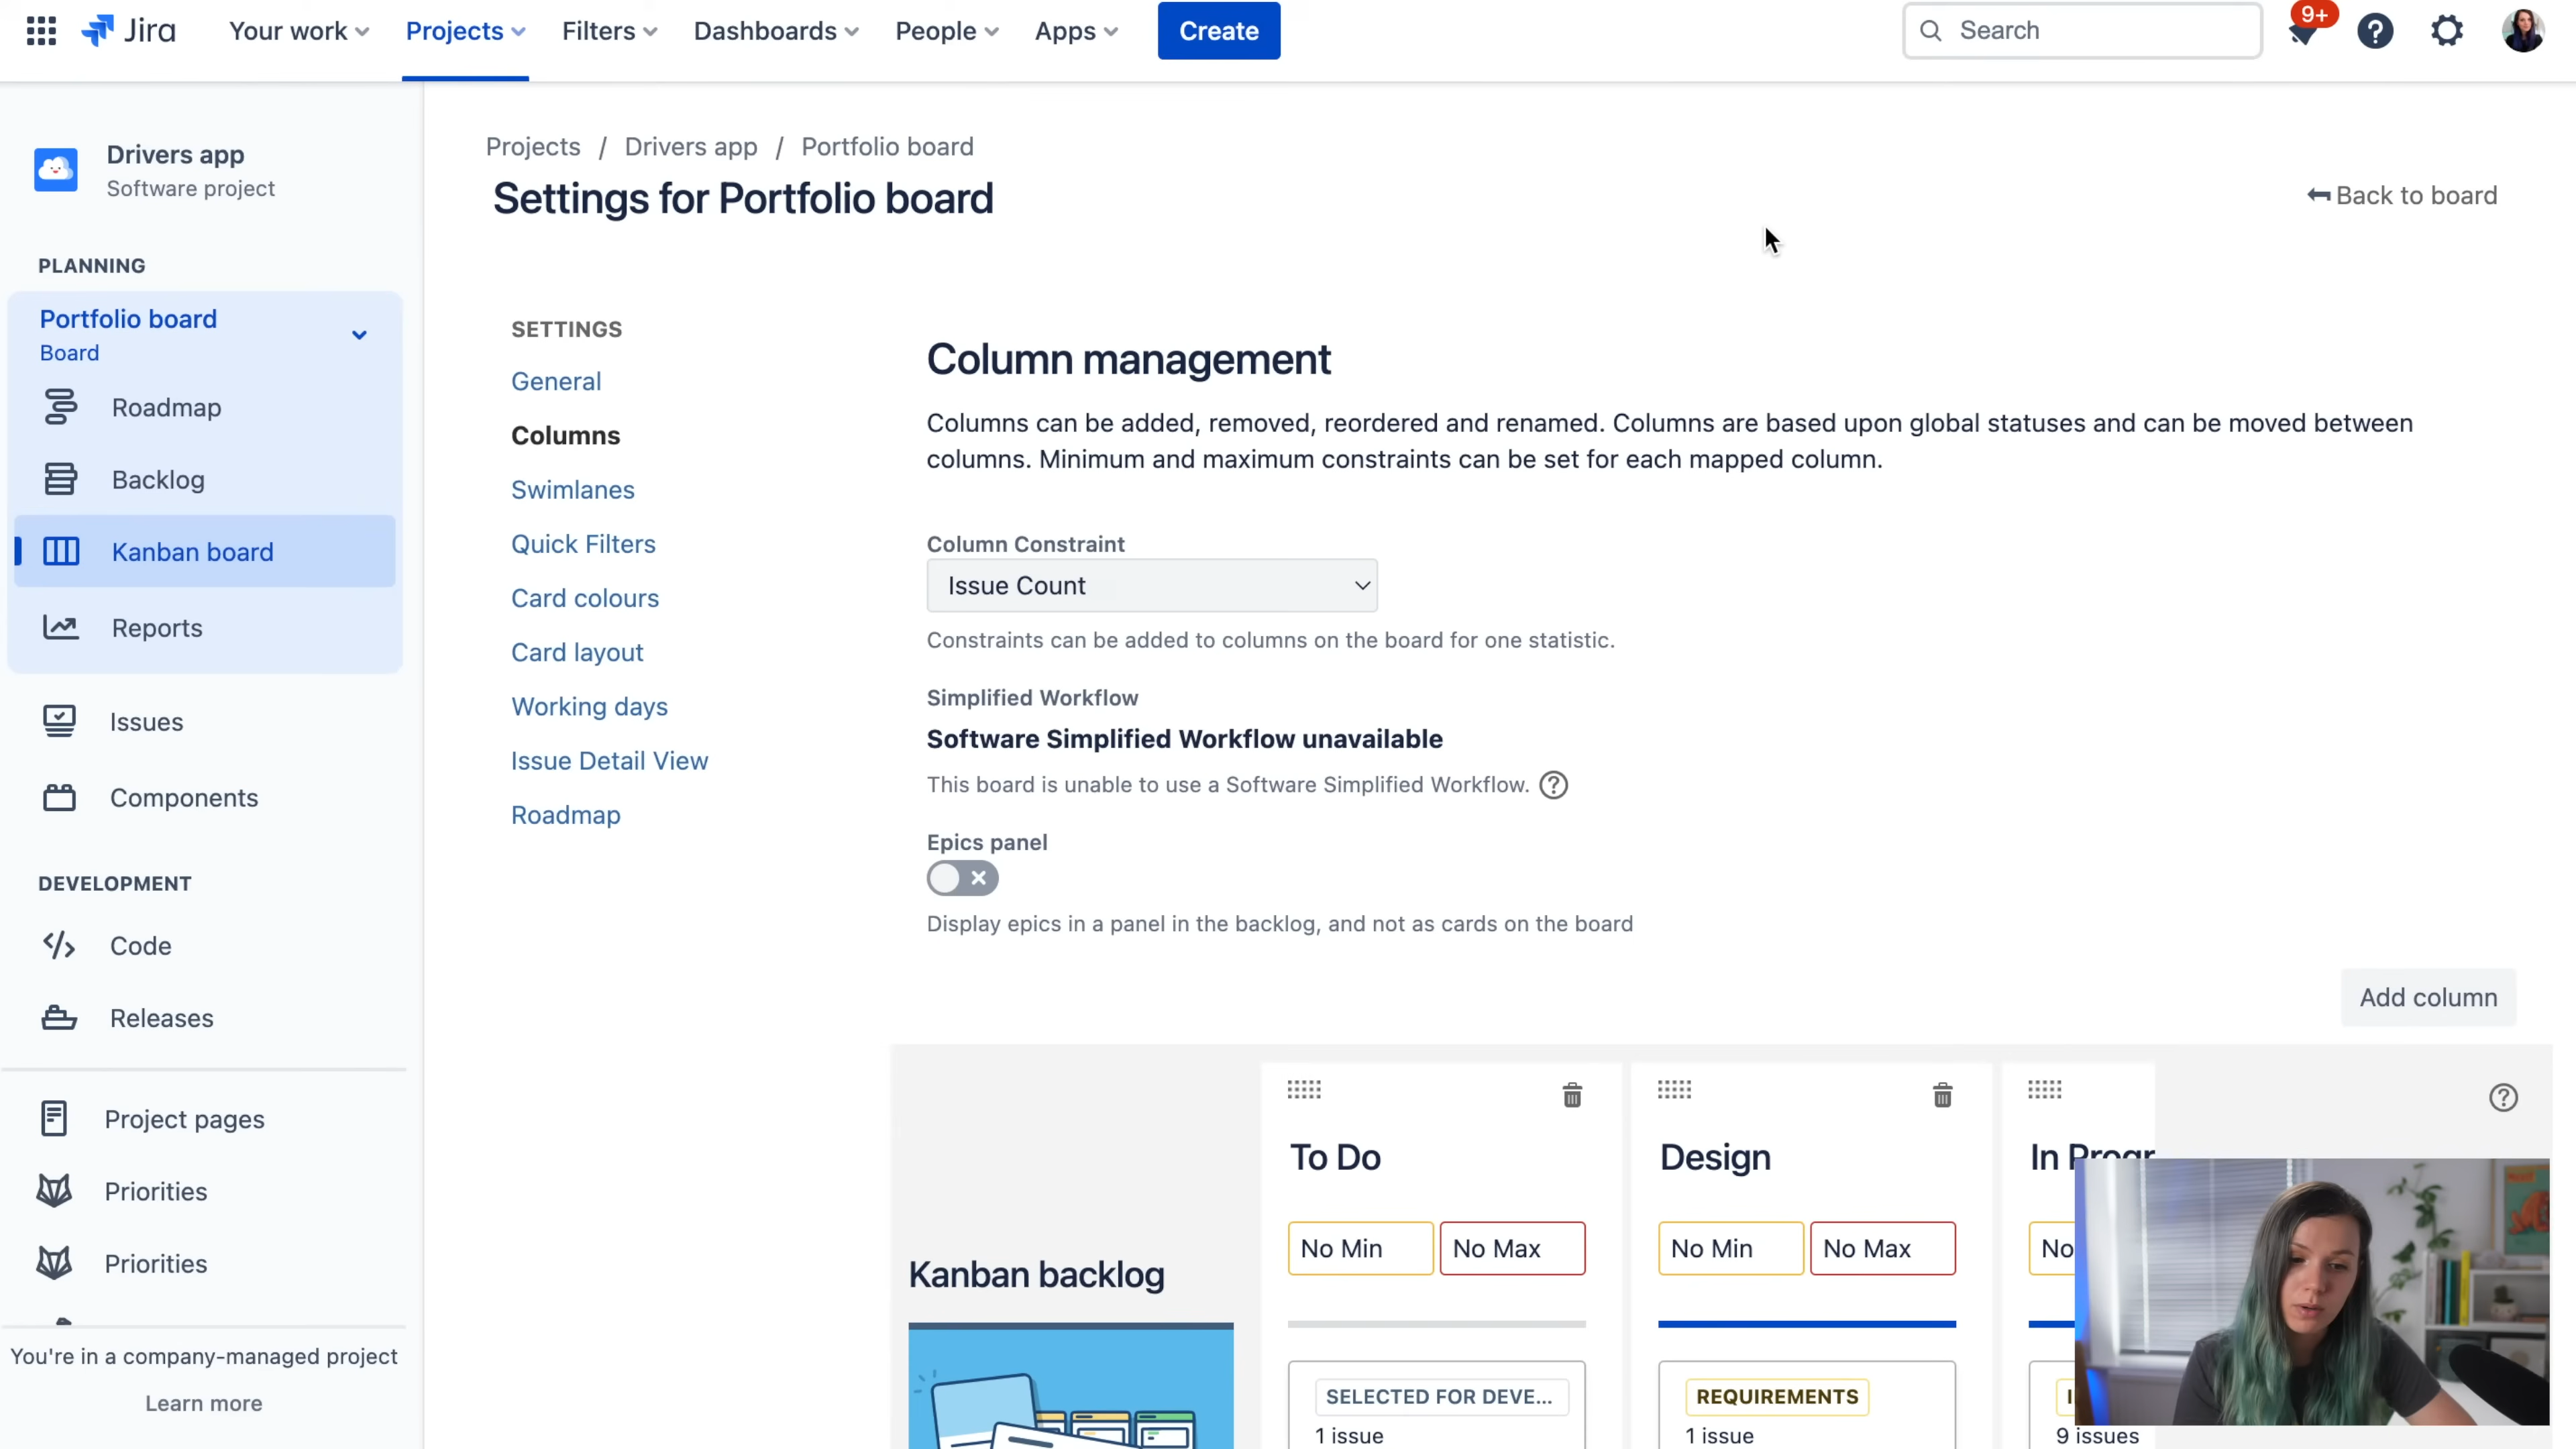 Jira
Your work
Projects
Filters
Dashboards
People
Apps
Create
Search
9+
Drivers app
Software project
PLANNING
Portfolio board
Board
Roadmap
Backlog
Kanban board
Reports
Issues
Components
DEVELOPMENT
Code
Releases
Project pages
Priorities
Priorities
You're in a company-managed project
Learn more
Projects / Drivers app / Portfolio board
Settings for Portfolio board
Back to board
SETTINGS
General
Columns
Swimlanes
Quick Filters
Card colours
Card layout
Working days
Issue Detail View
Roadmap
Column management
Columns can be added, removed, reordered and renamed. Columns are based upon global statuses and can be moved between
columns. Minimum and maximum constraints can be set for each mapped column.
Column Constraint
Issue Count
Constraints can be added to columns on the board for one statistic.
Simplified Workflow
Software Simplified Workflow unavailable
This board is unable to use a Software Simplified Workflow.
Epics panel
Display epics in a panel in the backlog, and not as cards on the board
Add column
Kanban backlog
To Do
No Min No Max
SELECTED FOR DEVE...
1 issue
Design
No Min No Max
REQUIREMENTS
1 issue
In Progr
No
9 issues